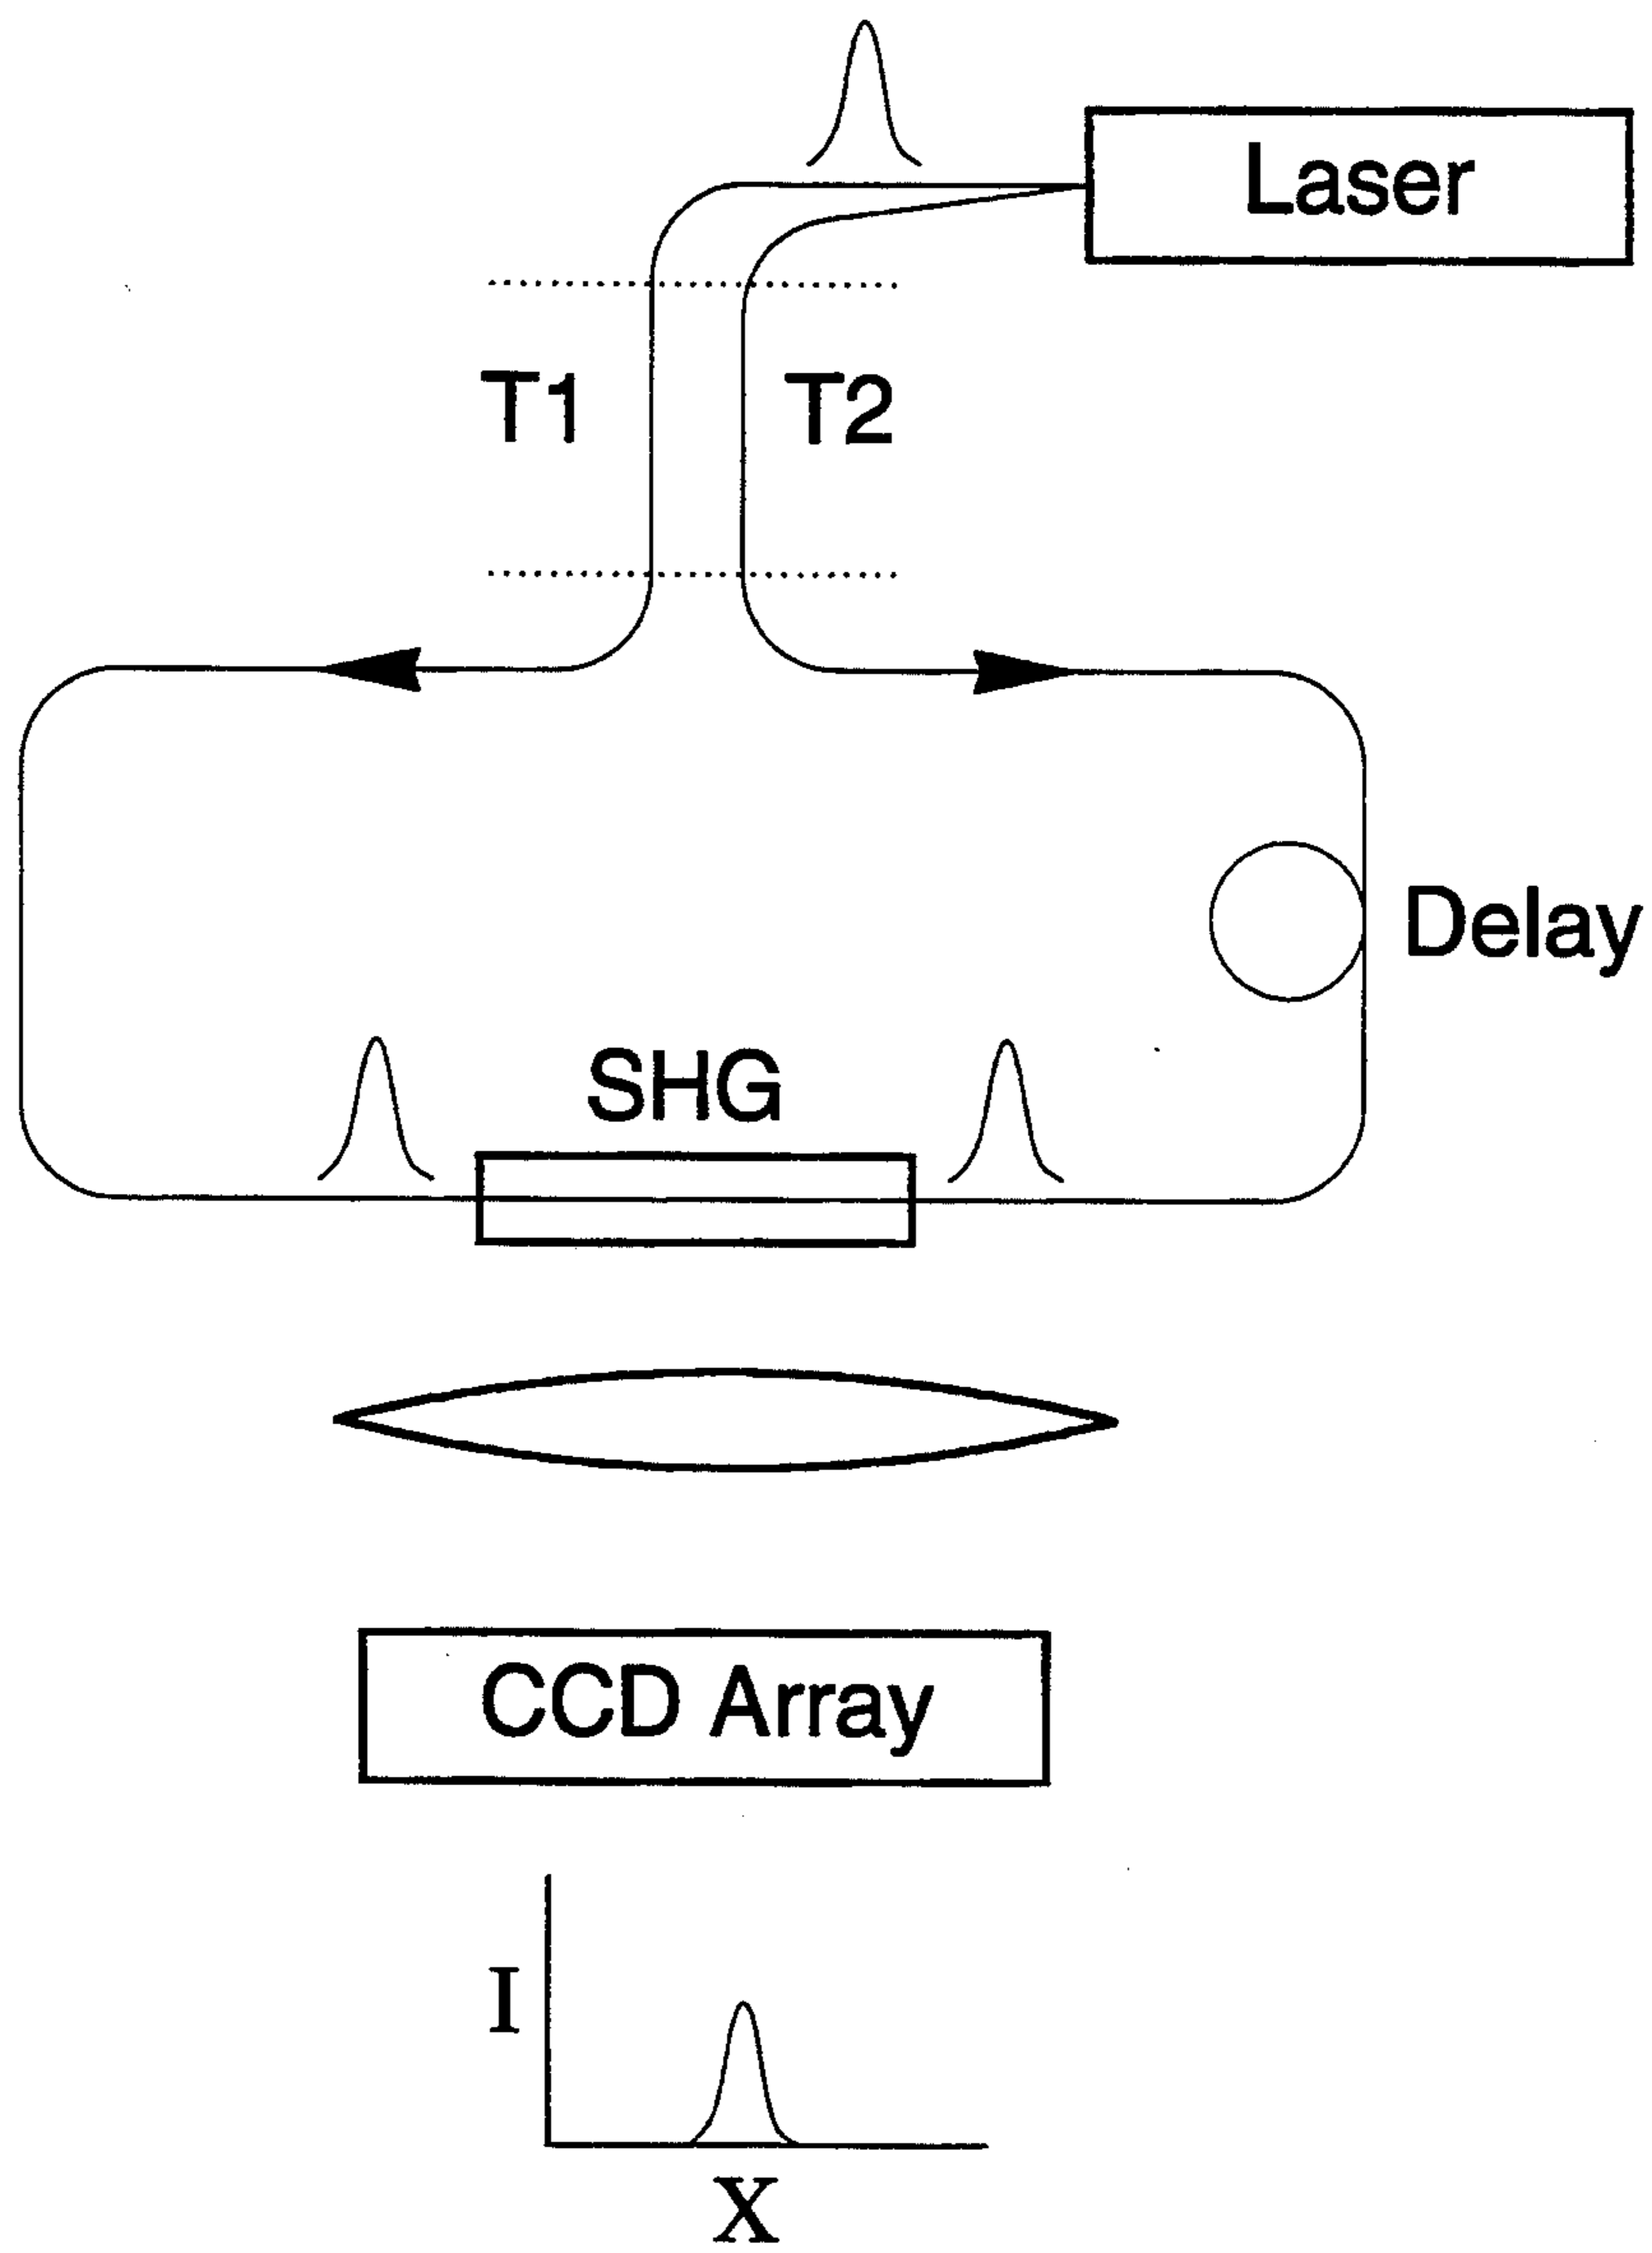 Laser
T1 T2
Delay
SHG
CCD Array
I
X